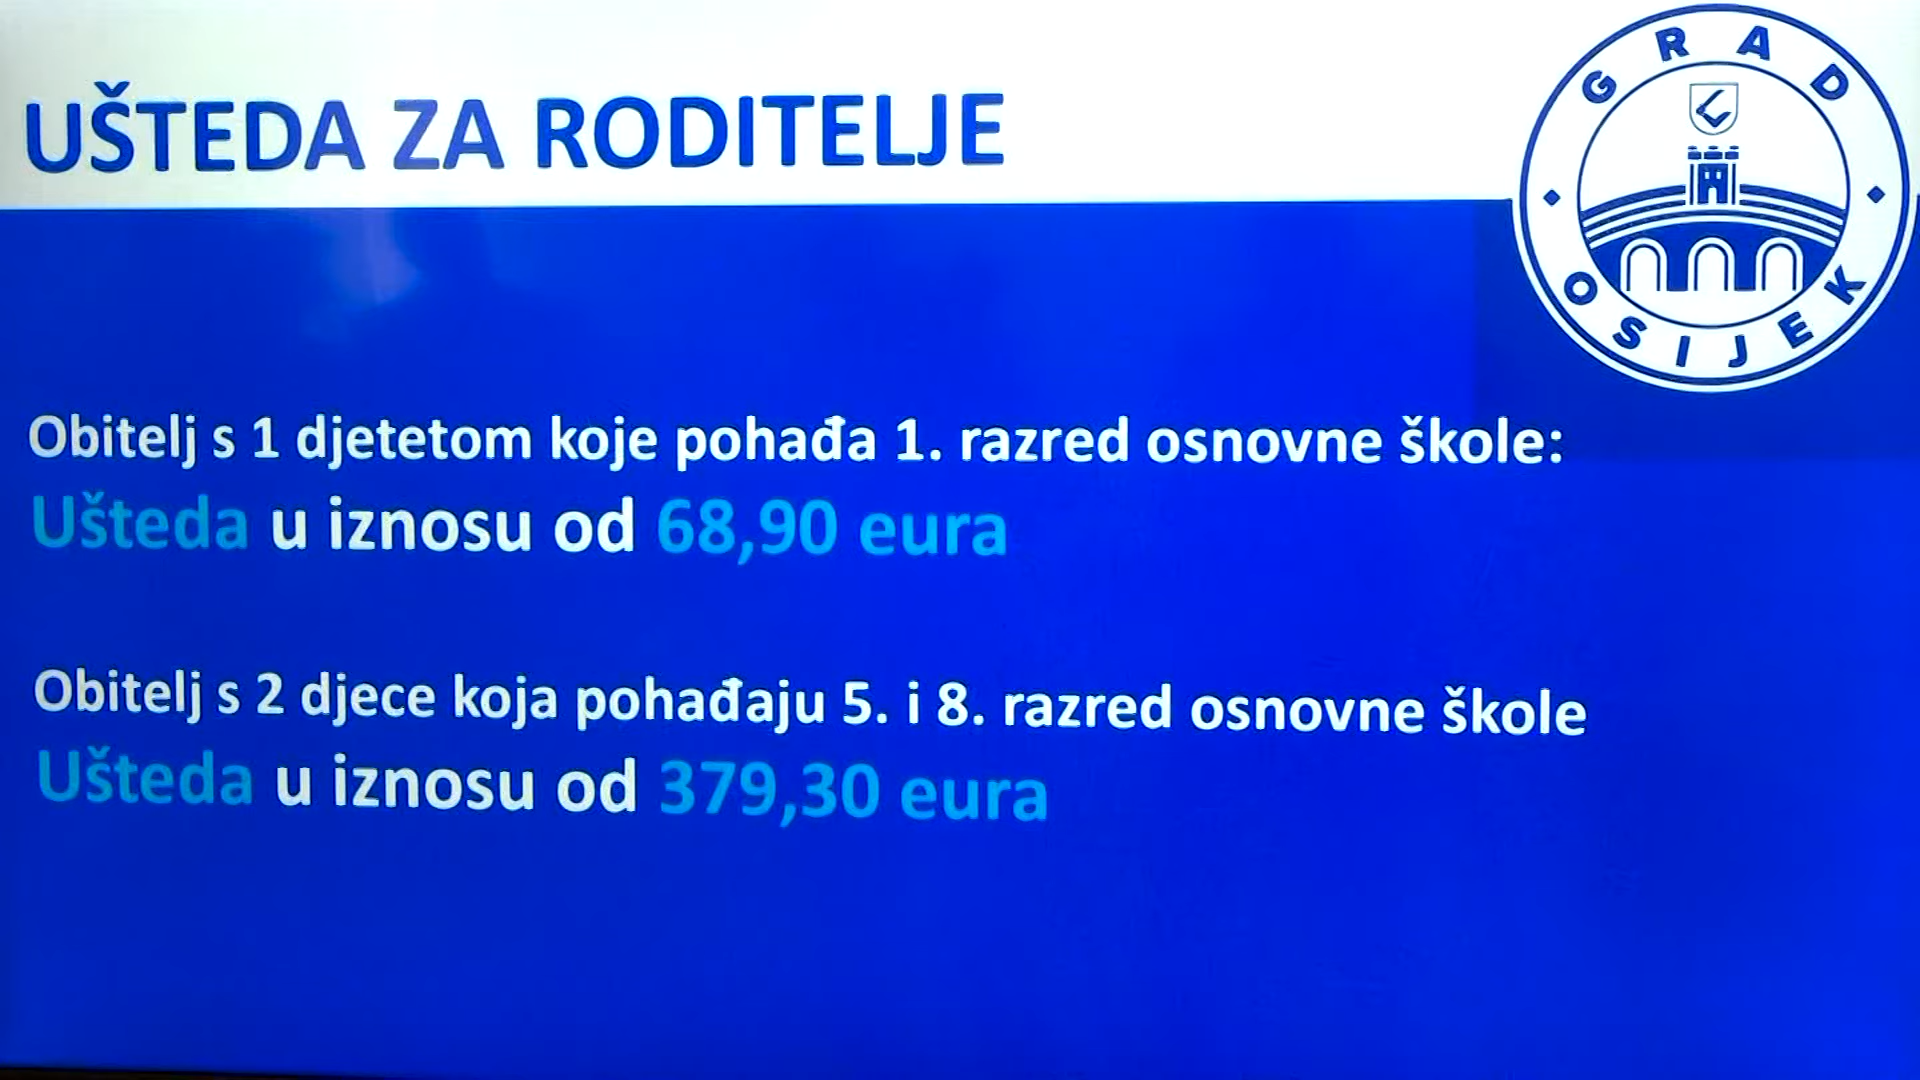 UŠTEDA ZA RODITELJE
GRAD
OSIJEK
Obitelj s 1 djetetom koje pohađa 1. razred osnovne škole:
Ušteda u iznosu od 68,90 eura
Obitelj s 2 djece koja pohađaju 5. i 8. razred osnovne škole
Ušteda u iznosu od 379,30 eura